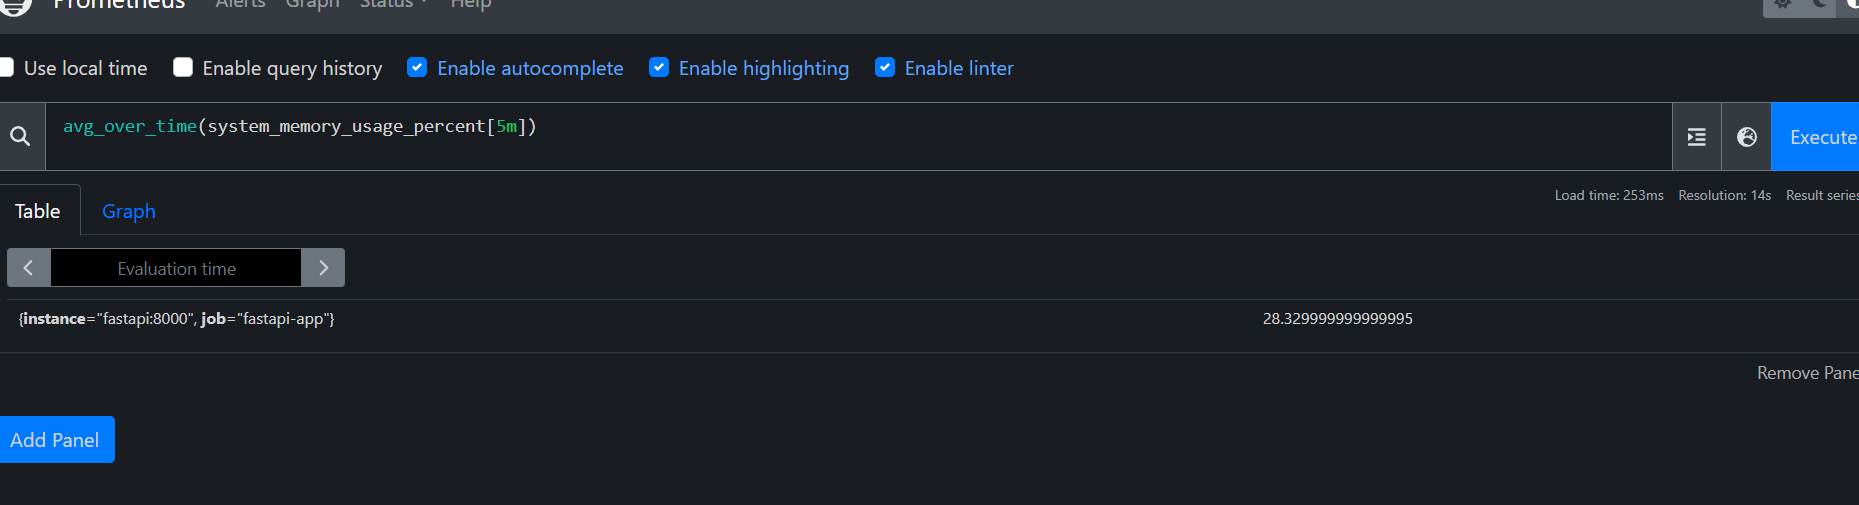 Prometheus Alerts Graph Status Help
Use local time Enable query history Enable autocomplete Enable highlighting Enable linter
avg_over_time(system_memory_usage_percent[5m])
Execute
Table Graph
Load time: 253ms Resolution: 14s Result series
Evaluation time
{instance="fastapi:8000", job="fastapi-app"} 28.329999999999995
Remove Pane
Add Panel